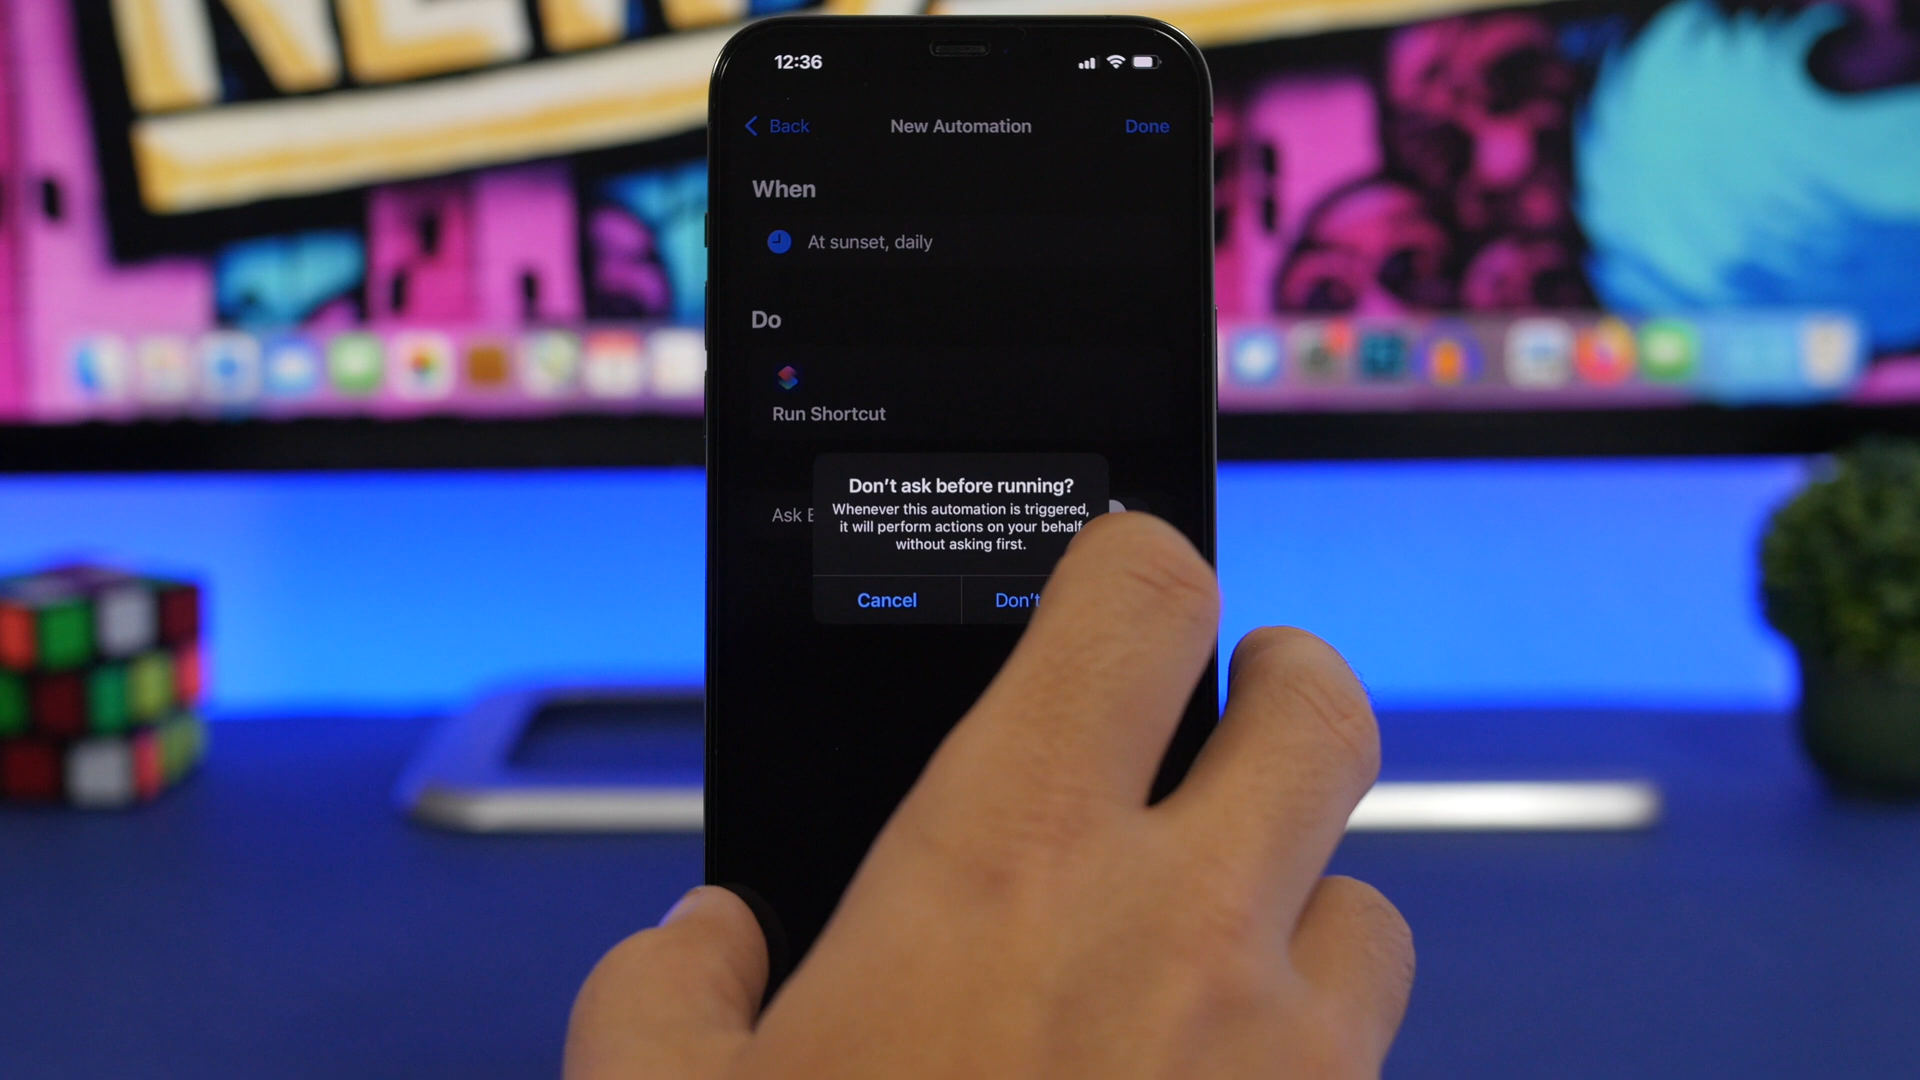 12:36
Back
New Automation
Done
When
At sunset, daily
Do
Run Shortcut
Don't ask before running?
Ask
Whenever this automation is triggered,
it will perform actions on your behalf
without asking first.
Cancel
Don't